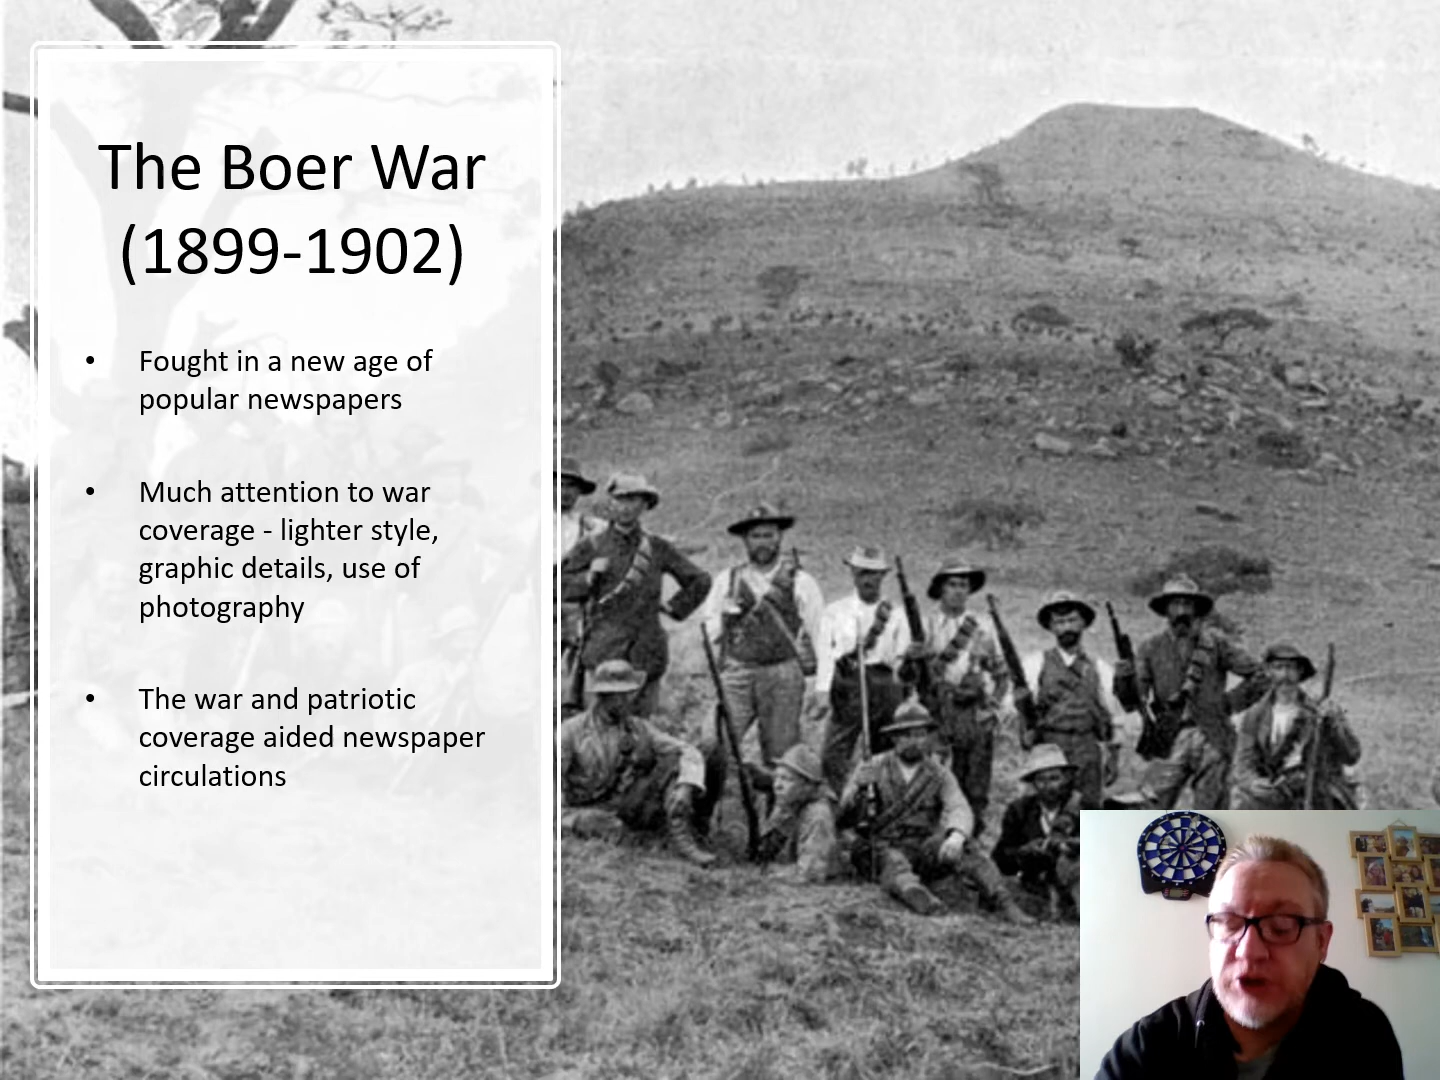 The Boer War
(1899-1902)
• Fought in a new age of
popular newspapers
• Much attention to war
coverage - lighter style,
graphic details, use of
photography
• The war and patriotic
coverage aided newspaper
circulations